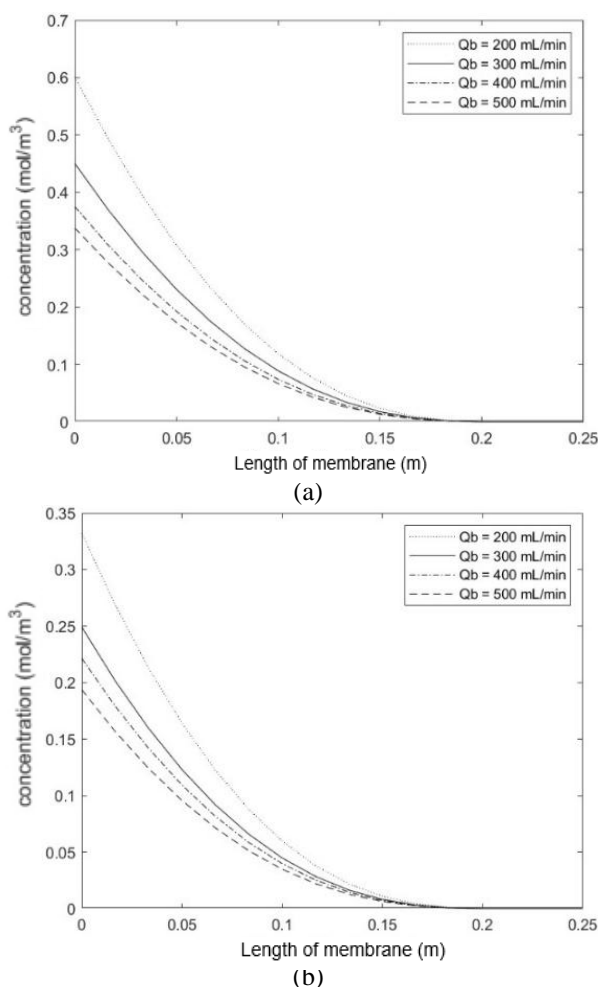 0.7
0.6
0.5
0.4
0.3
0.2
0.1
0
concentration (mol/m³)
Qb = 200 mL/min
Qb = 300 mL/min
Qb = 400 mL/min
Qb = 500 mL/min
0 0.05 0.1 0.15 0.2 0.25
Length of membrane (m)
(a)
0.35
0.3
0.25
0.2
0.15
0.1
0.05
0
concentration (mol/m³)
Qb = 200 mL/min
Qb = 300 mL/min
Qb = 400 mL/min
Qb = 500 mL/min
0 0.05 0.1 0.15 0.2 0.25
Length of membrane (m)
(b)